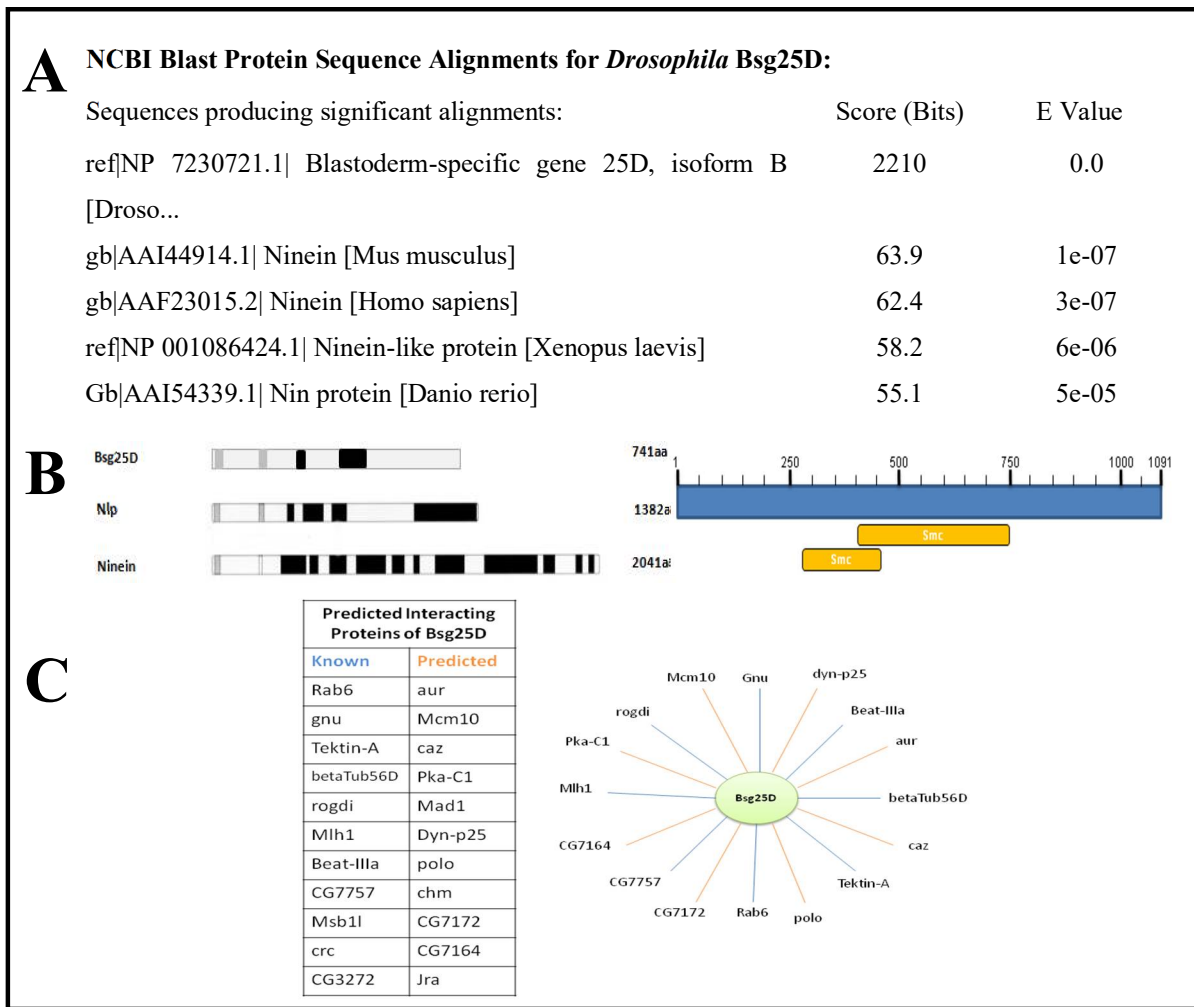 A
NCBI Blast Protein Sequence Alignments for Drosophila Bsg25D:
Sequences producing significant alignments: Score (Bits) E Value
ref|NP 7230721.1| Blastoderm-specific gene 25D, isoform B 2210 0.0
[Droso...
gb|AAI44914.1| Ninein [Mus musculus] 63.9 1e-07
gb|AAF23015.2| Ninein [Homo sapiens] 62.4 3e-07
ref|NP 001086424.1| Ninein-like protein [Xenopus laevis] 58.2 6e-06
Gb|AAI54339.1| Nin protein [Danio rerio] 55.1 5e-05
B
Bsg25D 741aa
Nlp 1382a
Ninein 2041a
1 250 500 750 1000 1091
Smc
Smc
C
Predicted Interacting
Proteins of Bsg25D
Known Predicted
Rab6 aur
gnu Mcm10
Tektin-A caz
betaTub56D Pka-C1
rogdi Mad1
Mlh1 Dyn-p25
Beat-IIIa polo
CG7757 chm
Msb1l CG7172
crc CG7164
CG3272 Jra
Mcm10 Gnu dyn-p25
rogdi Beat-IIIa
Pka-C1 aur
Mlh1 Bsg25D betaTub56D
CG7164 caz
CG7757 Tektin-A
CG7172 Rab6 polo